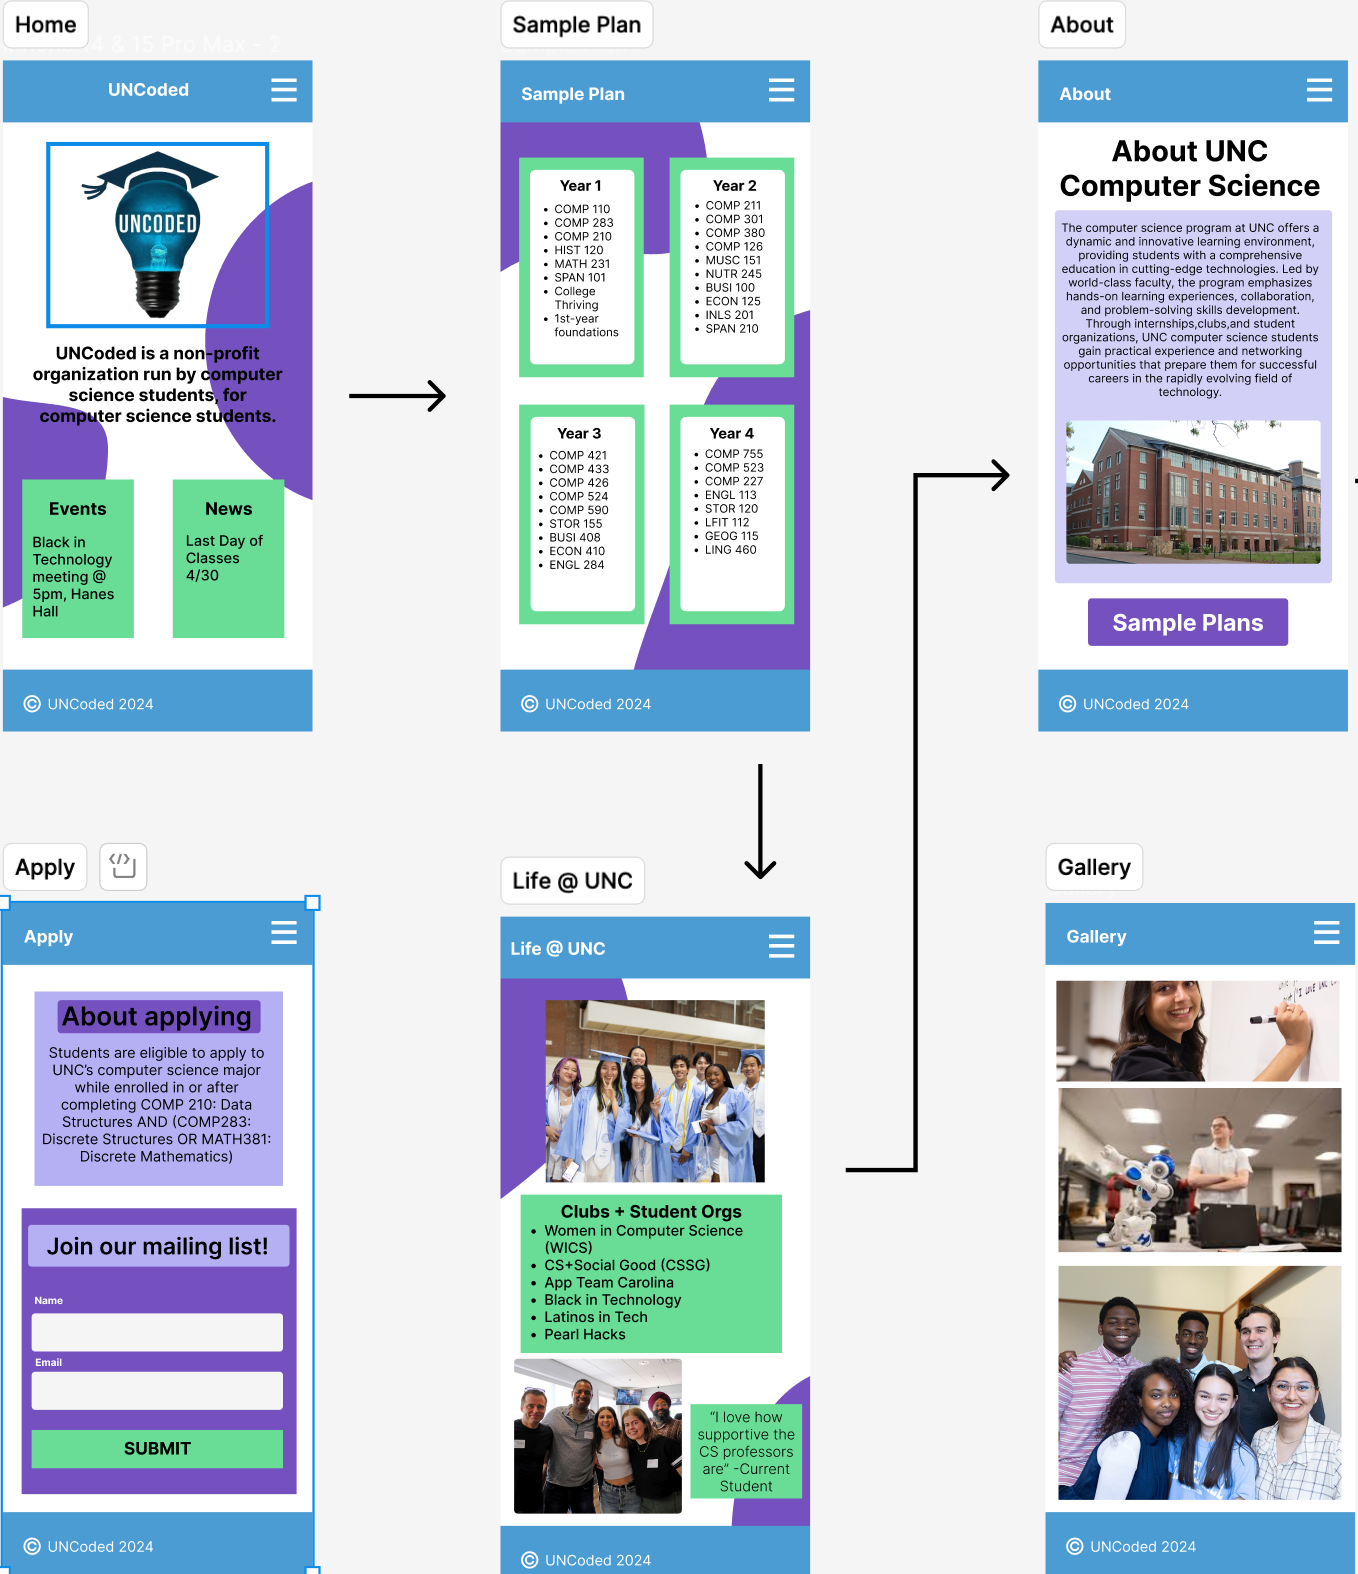 Home
4 & 15 Pro Max - 2
UNCoded
UNCODED
UNCoded is a non-profit
organization run by computer
science students, for
computer science students.
Events
Black in
Technology
meeting @
5pm, Hanes
Hall
News
Last Day of
Classes
4/30
© UNCoded 2024
Sample Plan
Sample Plan
Year 1
• COMP 110
• COMP 283
• COMP 210
• HIST 120
• MATH 231
• SPAN 101
• College
Thriving
• 1st-year
foundations
Year 2
• COMP 211
• COMP 301
• COMP 380
• COMP 126
• MUSC 151
• NUTR 245
• BUSI 100
• ECON 125
• INLS 201
• SPAN 210
Year 3
• COMP 421
• COMP 433
• COMP 426
• COMP 524
• COMP 590
• STOR 155
• BUSI 408
• ECON 410
• ENGL 284
Year 4
• COMP 755
• COMP 523
• COMP 227
• ENGL 113
• STOR 120
• LFIT 112
• GEOG 115
• LING 460
© UNCoded 2024
About
About
About UNC
Computer Science
The computer science program at UNC offers a
dynamic and innovative learning environment,
providing students with a comprehensive
education in cutting-edge technologies. Led by
world-class faculty, the program emphasizes
hands-on learning experiences, collaboration,
and problem-solving skills development.
Through internships,clubs,and student
organizations, UNC computer science students
gain practical experience and networking
opportunities that prepare them for successful
careers in the rapidly evolving field of
technology.
Sample Plans
© UNCoded 2024
Apply
Apply
About applying
Students are eligible to apply to
UNC's computer science major
while enrolled in or after
completing COMP 210: Data
Structures AND (COMP283:
Discrete Structures OR MATH381:
Discrete Mathematics)
Join our mailing list!
Name
Email
SUBMIT
© UNCoded 2024
Life @ UNC
Life @ UNC
Clubs + Student Orgs
• Women in Computer Science
(WICS)
• CS+Social Good (CSSG)
• App Team Carolina
• Black in Technology
• Latinos in Tech
• Pearl Hacks
“I love how
supportive the
CS professors
are” -Current
Student
© UNCoded 2024
Gallery
Gallery
I LOVE UNC
© UNCoded 2024